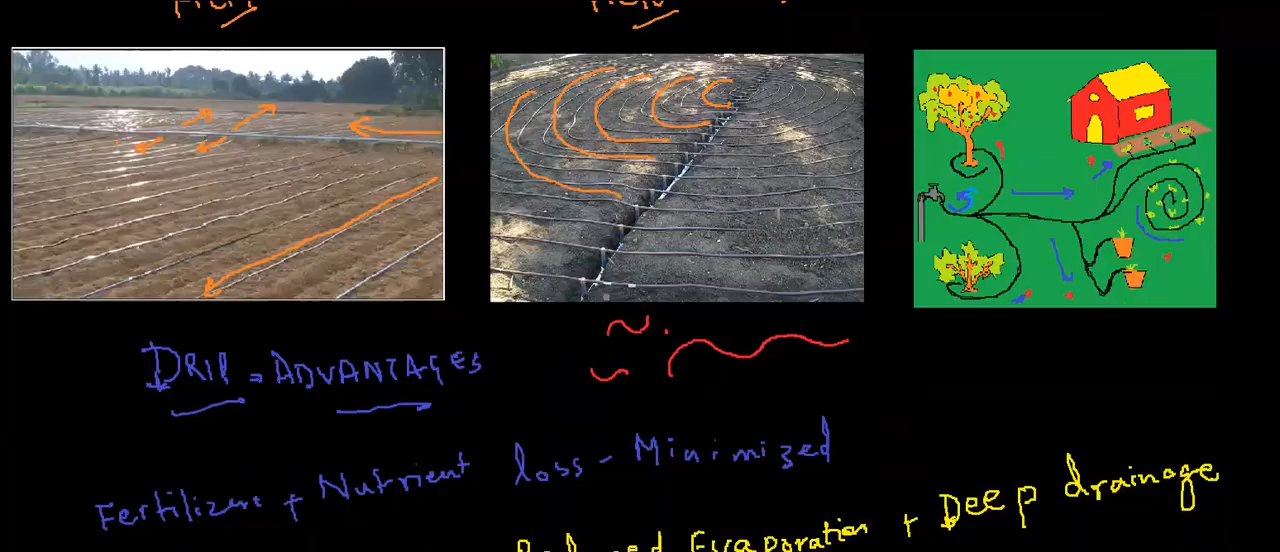 DRIP = ADVANTAGES
Fertilizer + Nutrient loss - Minimized
Evaporation + Deep drainage